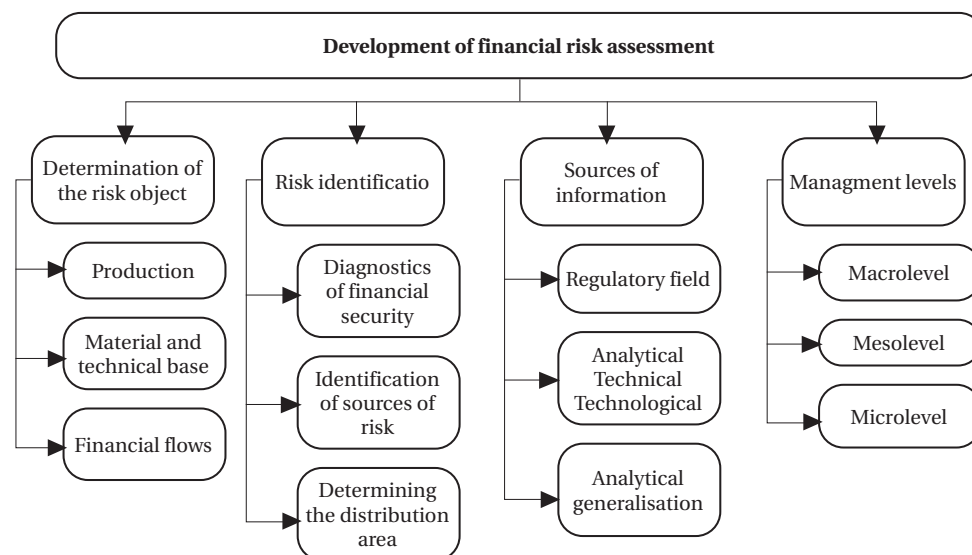 Development of financial risk assessment
Determination of
the risk object
Production
Material and
technical base
Financial flows
Risk identificatio
Diagnostics
of financial
security
Identification
of sources of
risk
Determining
the distribution
area
Sources of
information
Regulatory field
Analytical
Technical
Technological
Analytical
generalisation
Managment levels
Macrolevel
Mesolevel
Microlevel